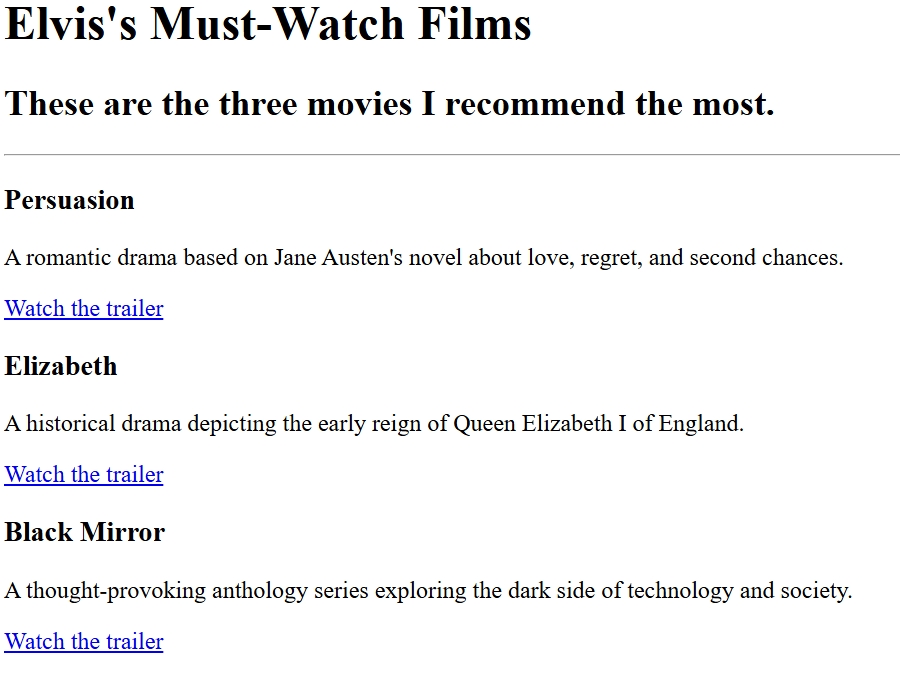 Elvis's Must-Watch Films
These are the three movies I recommend the most.
Persuasion
A romantic drama based on Jane Austen's novel about love, regret, and second chances.
Watch the trailer
Elizabeth
A historical drama depicting the early reign of Queen Elizabeth I of England.
Watch the trailer
Black Mirror
A thought-provoking anthology series exploring the dark side of technology and society.
Watch the trailer